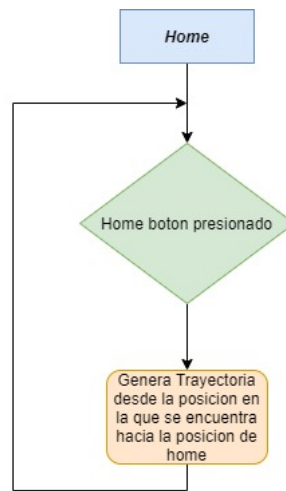 Home
Home boton presionado
Genera Trayectoria
desde la posicion en
la que se encuentra
hacia la posicion de
home